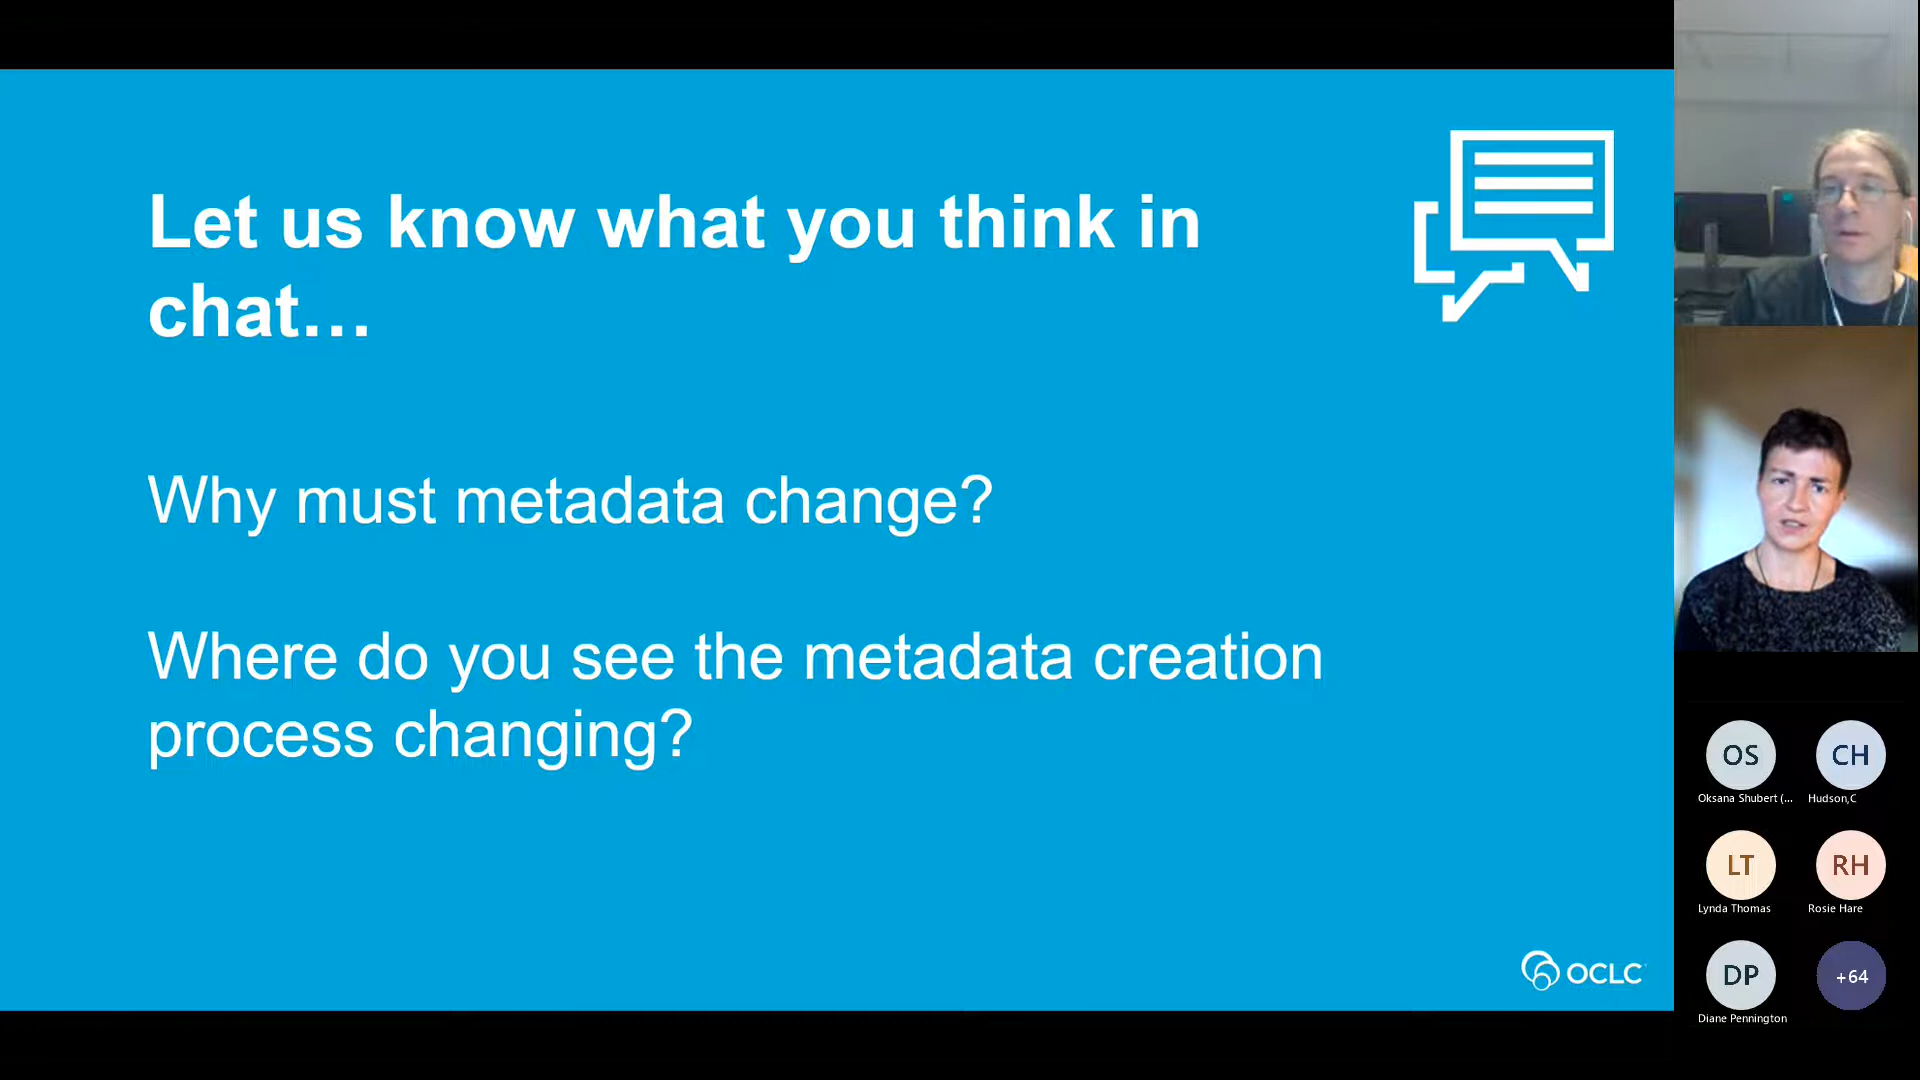 Let us know what you think in
chat…
Why must metadata change?
Where do you see the metadata creation
process changing?
OCLC
OS
CH
Oksana Shubert (...
Hudson,C
LT
RH
Lynda Thomas
Rosie Hare
DP
+64
Diane Pennington